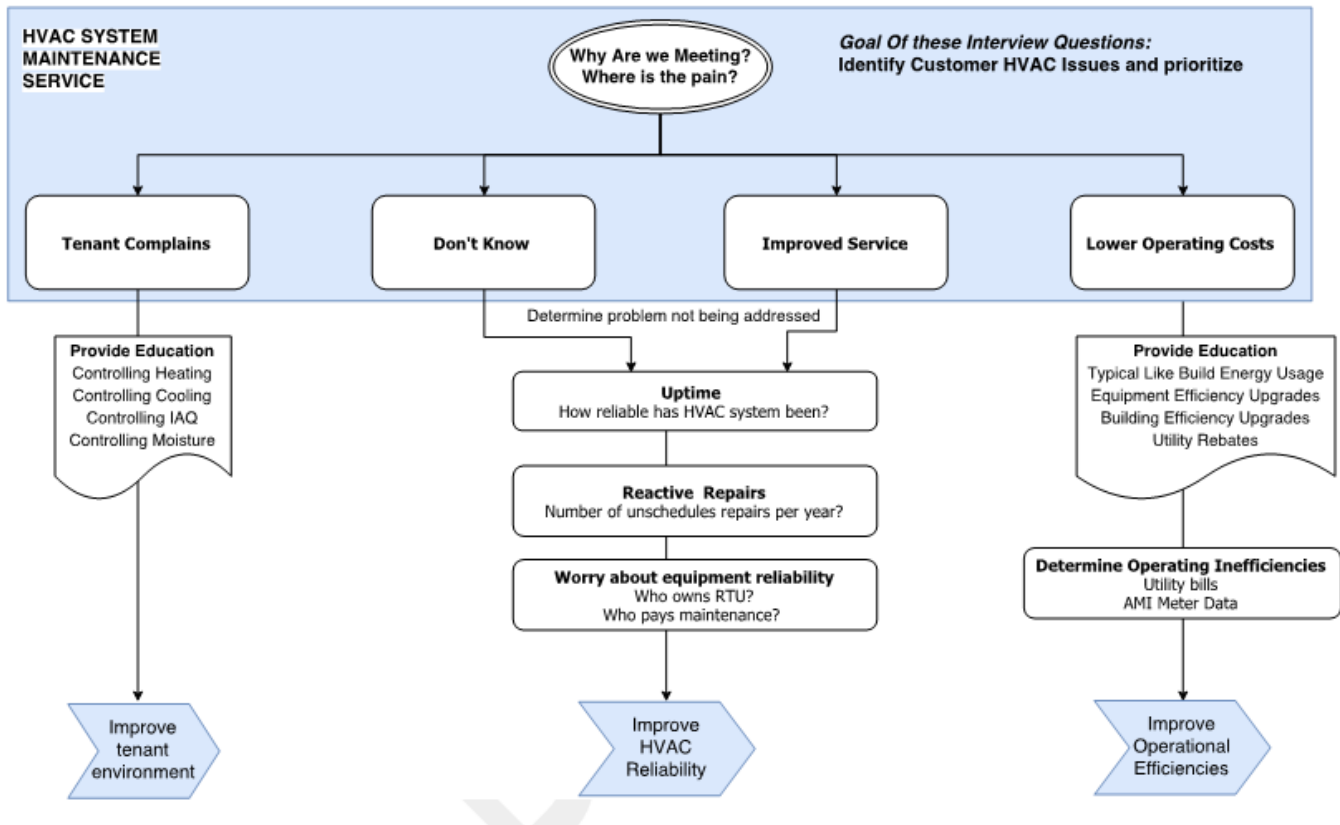 HVAC SYSTEM
MAINTENANCE
SERVICE
Why Are we Meeting?
Where is the pain?
Goal Of these Interview Questions:
Identify Customer HVAC Issues and prioritize
Tenant Complains
Don't Know
Improved Service
Lower Operating Costs
Determine problem not being addressed
Provide Education
Controlling Heating
Controlling Cooling
Controlling IAQ
Controlling Moisture
Uptime
How reliable has HVAC system been?
Reactive Repairs
Number of unschedules repairs per year?
Worry about equipment reliability
Who owns RTU?
Who pays maintenance?
Provide Education
Typical Like Build Energy Usage
Equipment Efficiency Upgrades
Building Efficiency Upgrades
Utility Rebates
Determine Operating Inefficiencies
Utility bills
AMI Meter Data
Improve
tenant
environment
Improve
HVAC
Reliability
Improve
Operational
Efficiencies